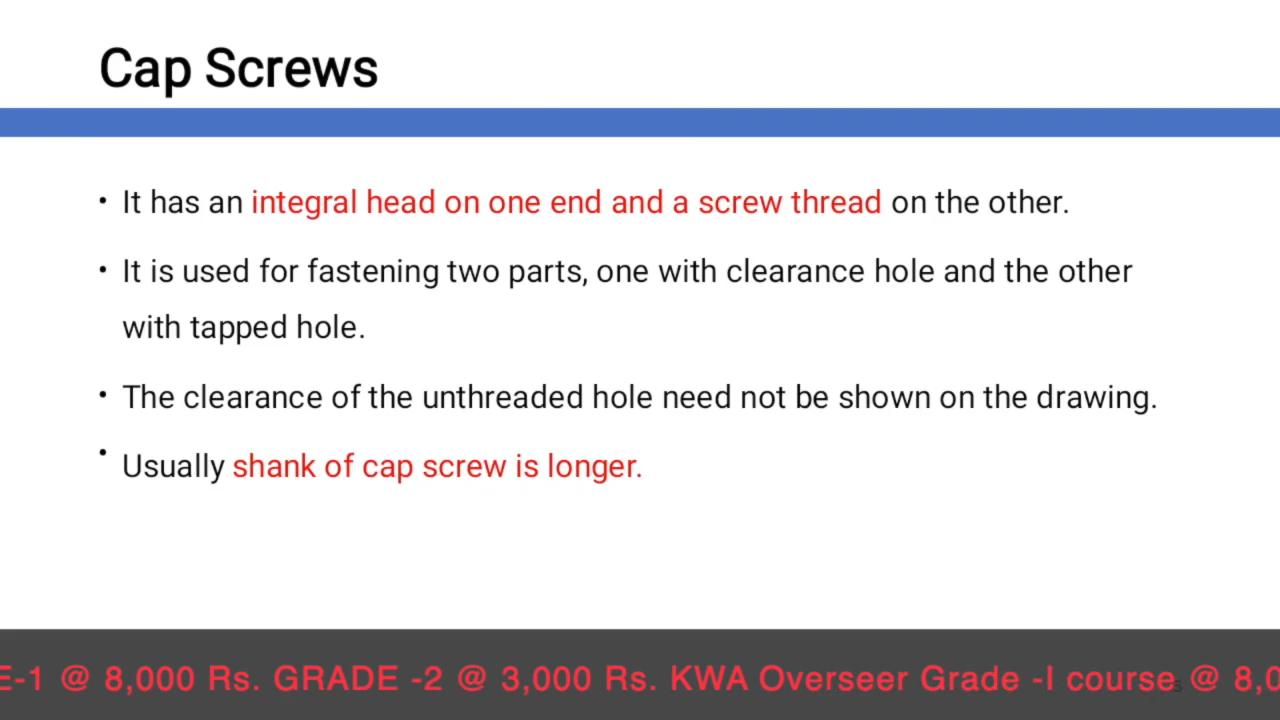 Cap Screws
• It has an integral head on one end and a screw thread on the other.
• It is used for fastening two parts, one with clearance hole and the other
with tapped hole.
• The clearance of the unthreaded hole need not be shown on the drawing.
• Usually shank of cap screw is longer.
E-1 @ 8,000 Rs. GRADE -2 @ 3,000 Rs. KWA Overseer Grade -I course @ 8,0